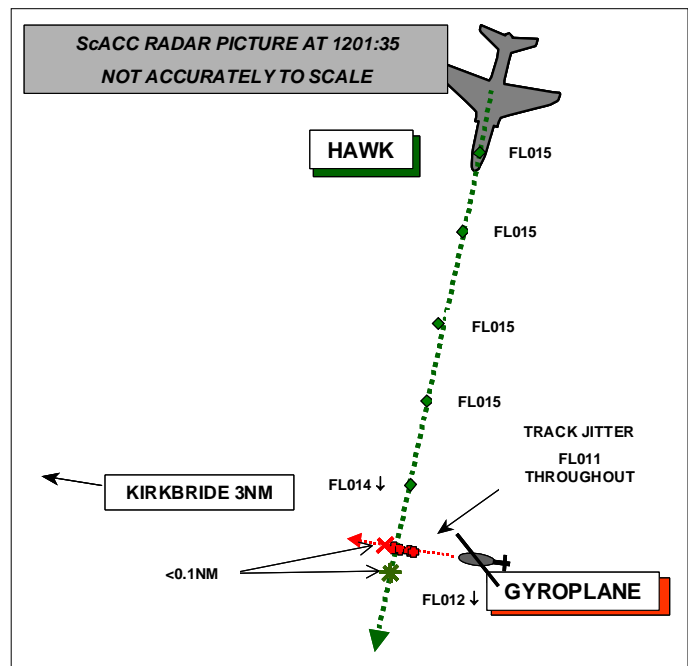 ScACC RADAR PICTURE AT 1201:35
NOT ACCURATELY TO SCALE
HAWK
FL015
FL015
FL015
FL015
TRACK JITTER
FL011
THROUGHOUT
FL014 ↓
KIRKBRIDE 3NM
<0.1NM
FL012 ↓
GYROPLANE